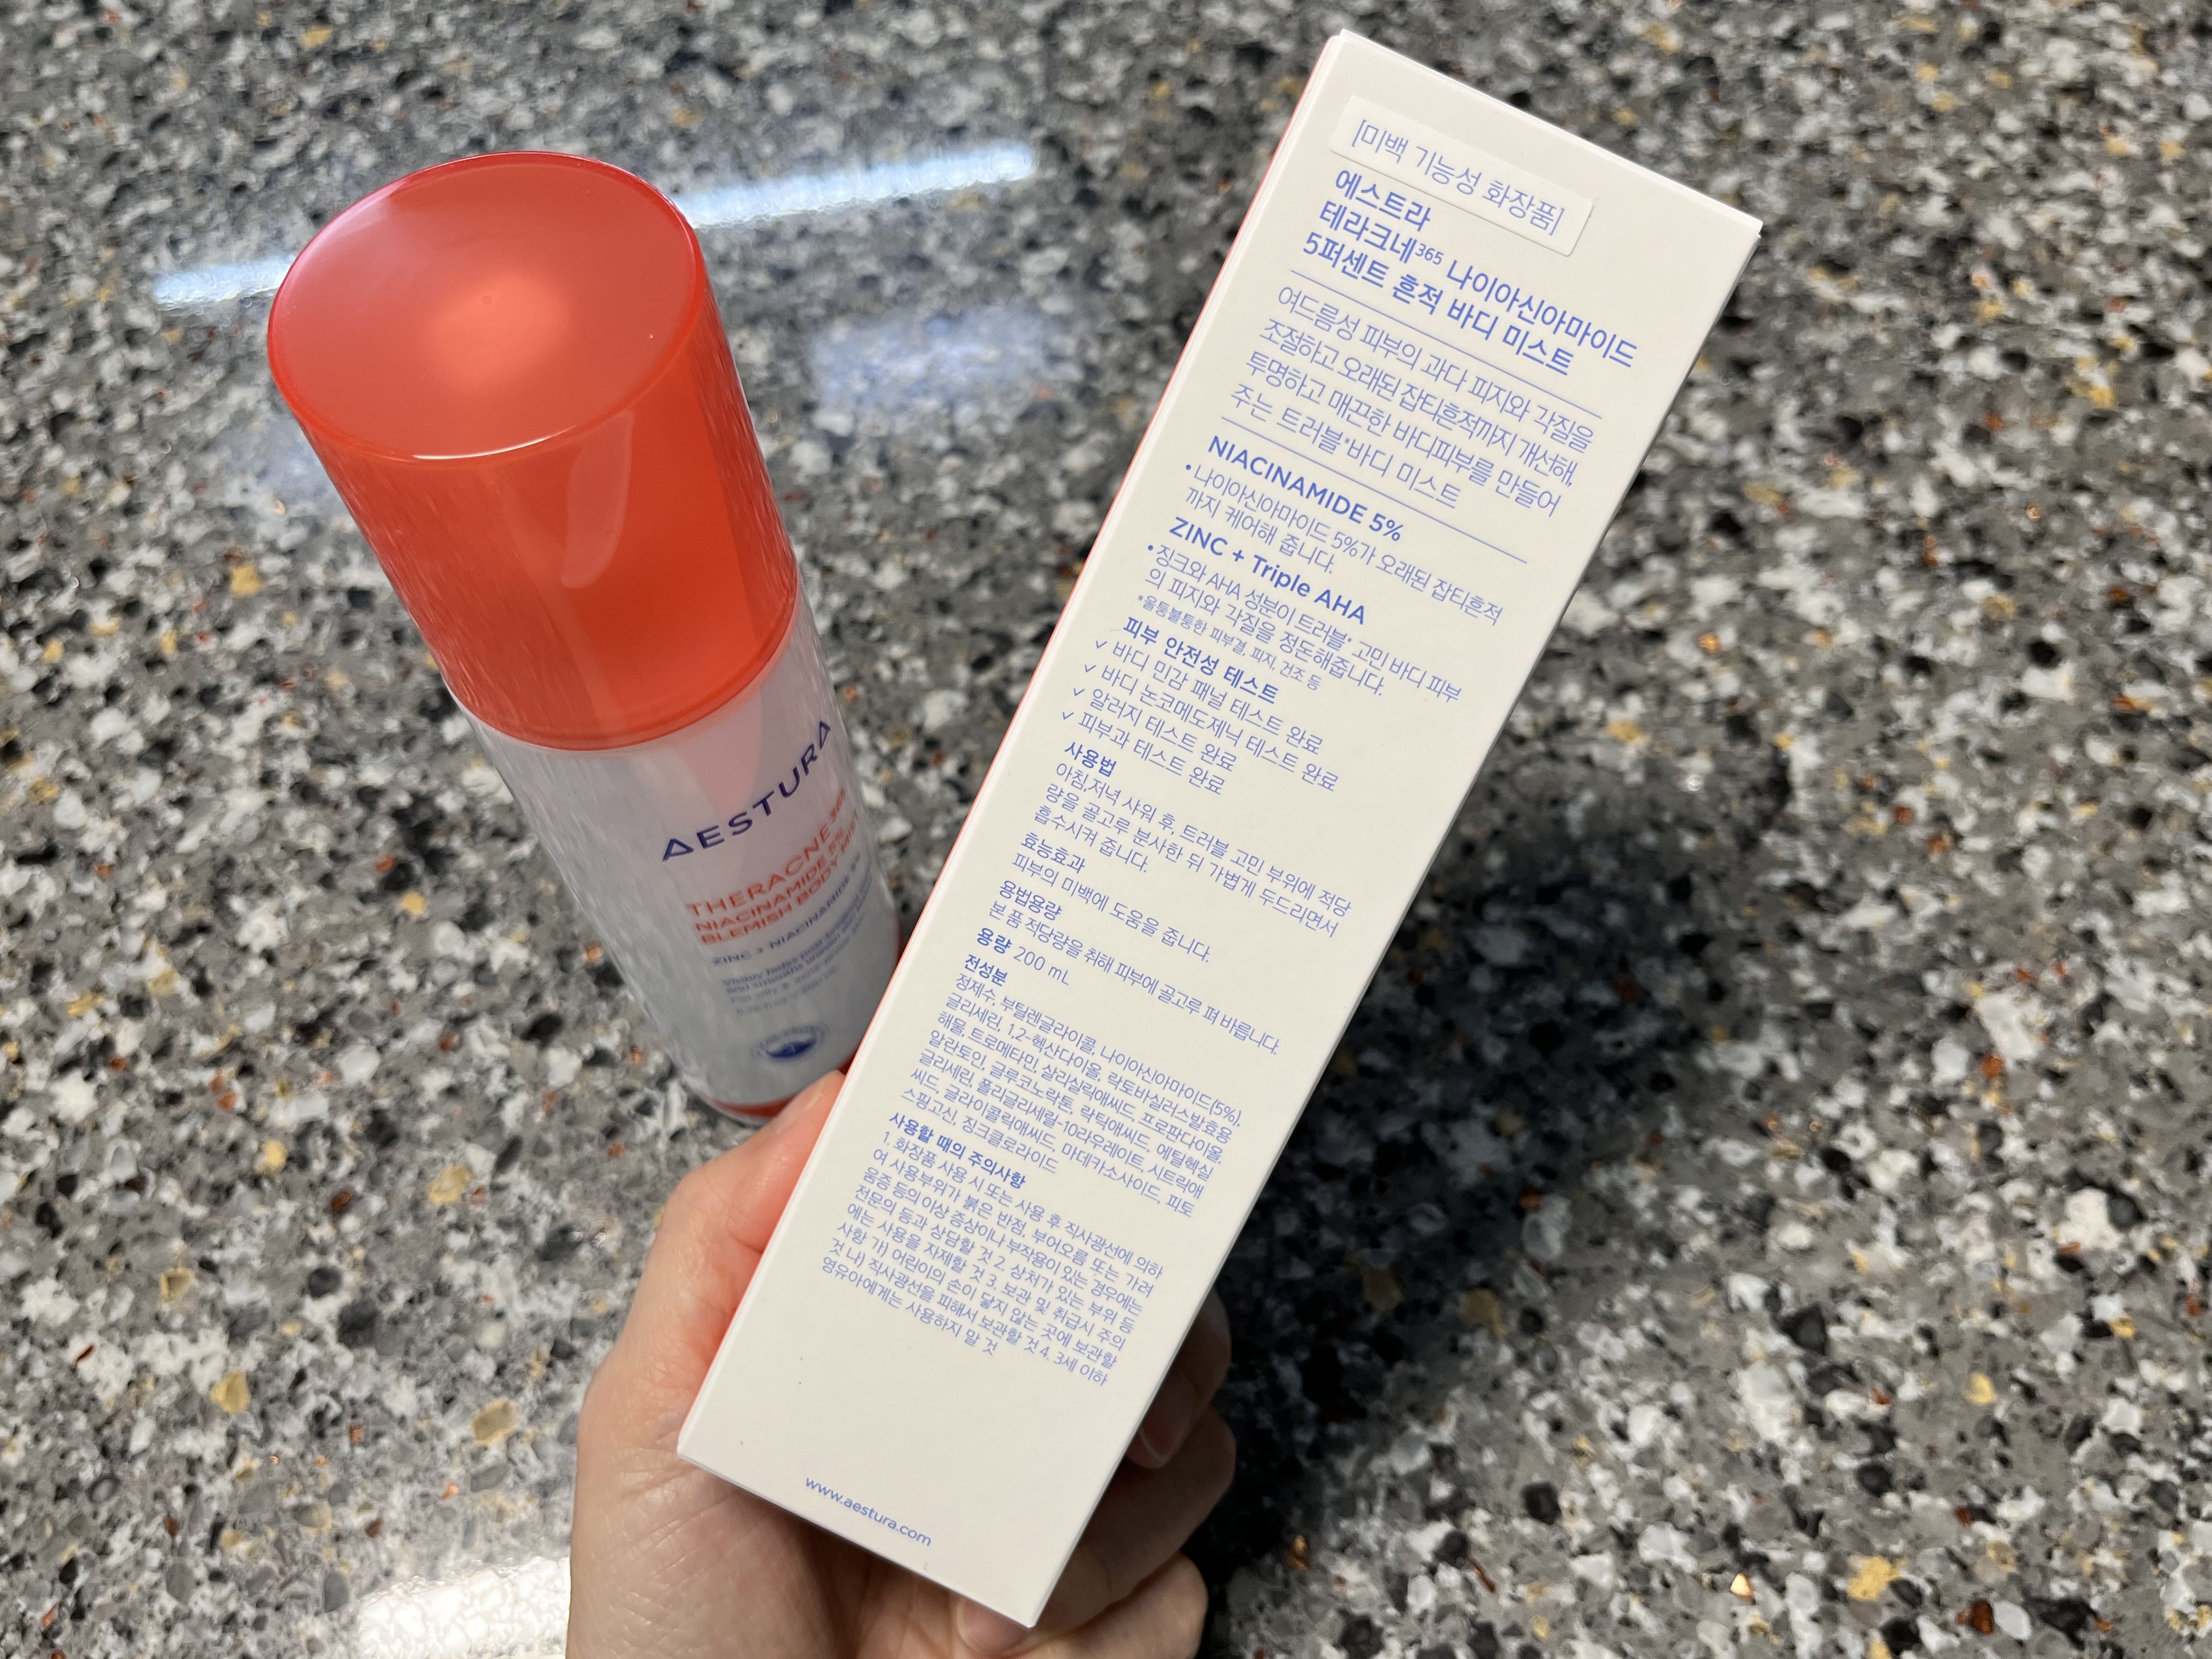 AESTURA
THERACNE 365
NIACINAMIDE 5%
BLEMISH BODY MIST
ZINC + NIACINAMIDE
[미백 기능성 화장품]
에스트라
테라크네365 나이아신아마이드
5퍼센트 흔적 바디 미스트
여드름성 피부의 과다 피지와 각질을
조절하고 오래된 잡티흔적까지 개선해,
투명하고 매끈한 바디피부를 만들어
주는 트러블*바디 미스트
NIACINAMIDE 5%
• 나이아신아마이드 5%가 오래된 잡티흔적
까지 케어해 줍니다.
ZINC + Triple AHA
• 징크와 AHA 성분이 트러블* 고민 바디 피부
의 피지와 각질을 정돈해줍니다.
*울퉁불퉁한 피부결, 피지, 건조 등
피부 안전성 테스트
✓ 바디 민감 패널 테스트 완료
✓ 바디 논코메도제닉 테스트 완료
✓ 알러지 테스트 완료
✓ 피부과 테스트 완료
사용법
아침,저녁 샤워 후, 트러블 고민 부위에 적당
량을 골고루 분사한 뒤 가볍게 두드리면서
흡수시켜 줍니다.
효능효과
피부의 미백에 도움을 줍니다.
용법용량
본 품 적당량을 취해 피부에 골고루 펴 바릅니다.
용량 200 mL
전성분
정제수, 부틸렌글라이콜, 나이아신아마이드(5%),
글리세린, 1,2-헥산다이올, 락토바실러스발효용
해물, 트로메타민, 살리실릭애씨드, 프로판다이올,
알란토인, 글루코노락톤, 락틱애씨드, 에틸헥실
글리세린, 폴리글리세릴-10라우레이트, 시트릭애
씨드, 글라이콜릭애씨드, 마데카소사이드, 피토
스핑고신, 징크클로라이드
사용할 때의 주의사항
1. 화장품 사용 시 또는 사용 후 직사광선에 의하
여 사용부위가 붉은 반점, 부어오름 또는 가려
움증 등의 이상 증상이나 부작용이 있는 경우에는
전문의 등과 상담할 것 2. 상처가 있는 부위 등
에는 사용을 자제할 것 3. 보관 및 취급시 주의
사항 가) 어린이의 손이 닿지 않는 곳에 보관할
것 나) 직사광선을 피해서 보관할 것 4. 3세 이하
영유아에게는 사용하지 말 것
www.aestura.com